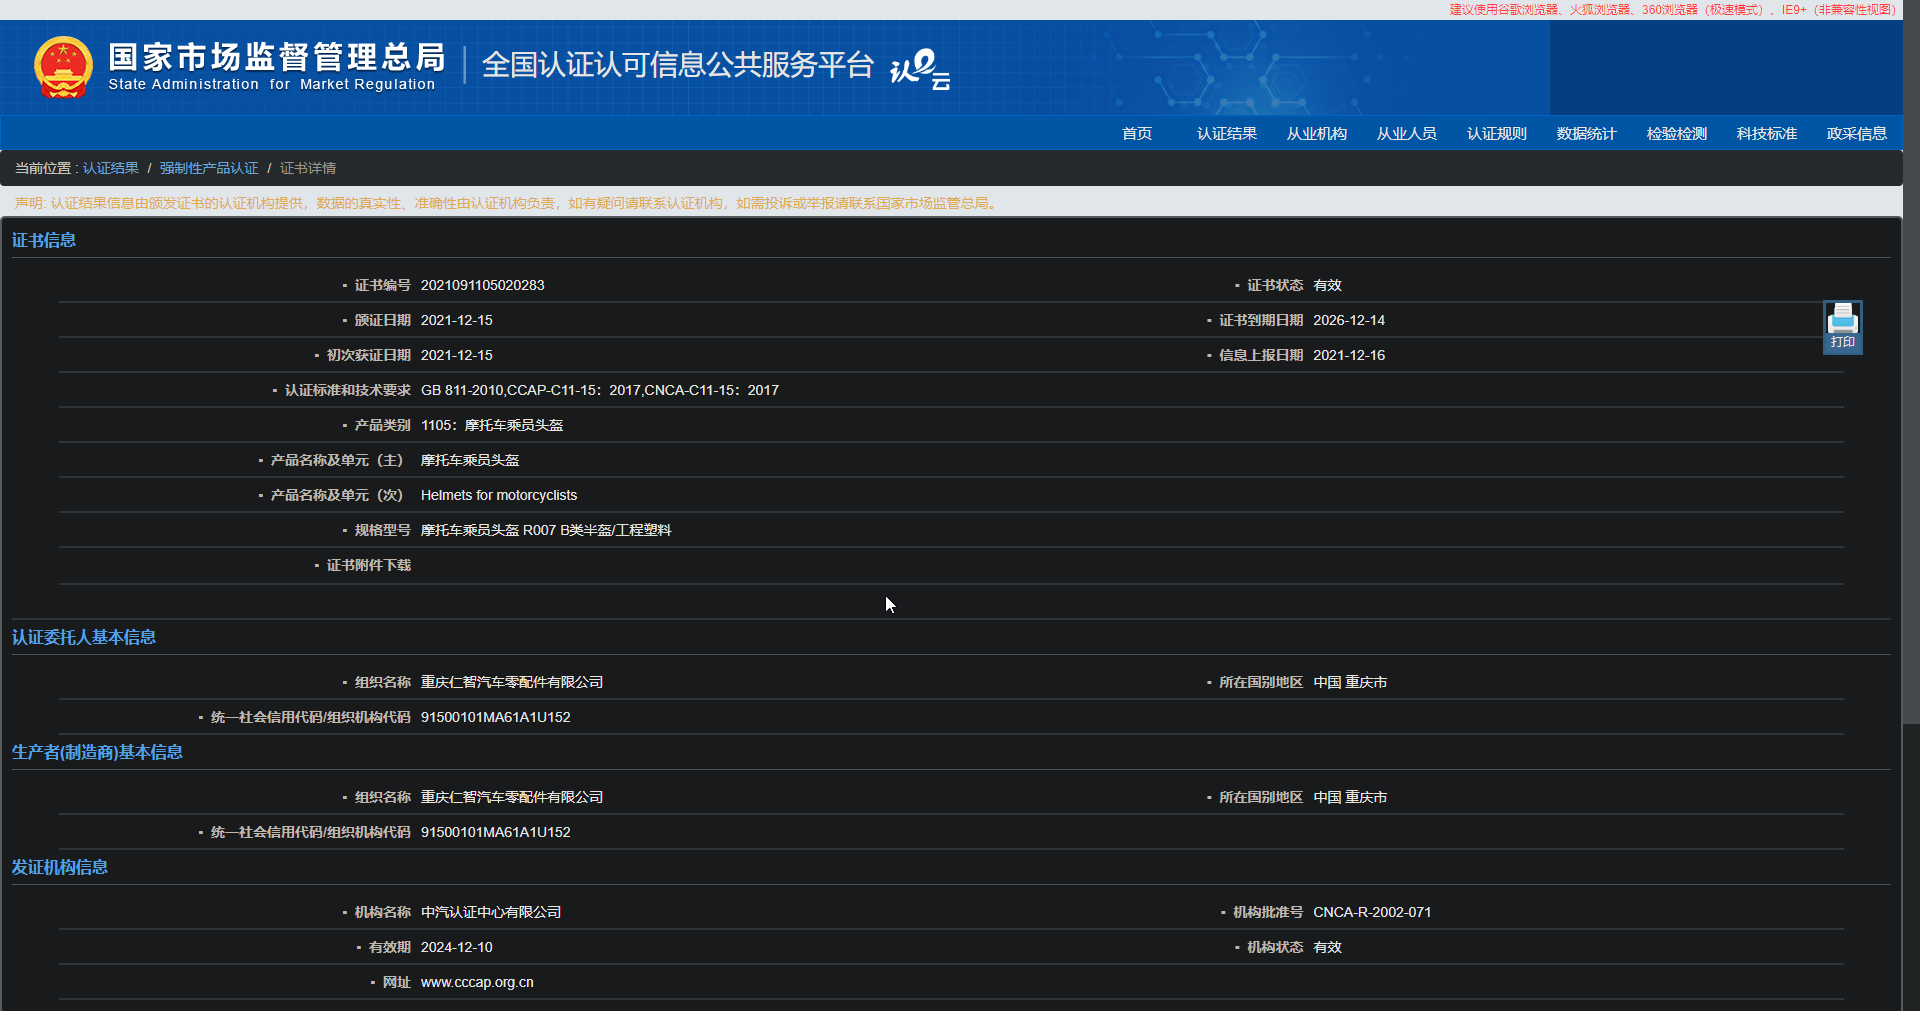 建议使用谷歌浏览器、火狐浏览器、360浏览器（极速模式）、IE9+（非兼容性视图）
国家市场监督管理总局
State Administration for Market Regulation
全国认证认可信息公共服务平台
认e云
首页 认证结果 从业机构 从业人员 认证规则 数据统计 检验检测 科技标准 政采信息
当前位置 : 认证结果 / 强制性产品认证 / 证书详情
声明: 认证结果信息由颁发证书的认证机构提供，数据的真实性、准确性由认证机构负责，如有疑问请联系认证机构，如需投诉或举报请联系国家市场监管总局。
证书信息
证书编号 2021091105020283 证书状态 有效
颁证日期 2021-12-15 证书到期日期 2026-12-14
打印
初次获证日期 2021-12-15 信息上报日期 2021-12-16
认证标准和技术要求 GB 811-2010,CCAP-C11-15：2017,CNCA-C11-15：2017
产品类别 1105：摩托车乘员头盔
产品名称及单元（主） 摩托车乘员头盔
产品名称及单元（次） Helmets for motorcyclists
规格型号 摩托车乘员头盔 R007 B类半盔/工程塑料
证书附件下载
认证委托人基本信息
组织名称 重庆仁智汽车零配件有限公司 所在国别地区 中国 重庆市
统一社会信用代码/组织机构代码 91500101MA61A1U152
生产者(制造商)基本信息
组织名称 重庆仁智汽车零配件有限公司 所在国别地区 中国 重庆市
统一社会信用代码/组织机构代码 91500101MA61A1U152
发证机构信息
机构名称 中汽认证中心有限公司 机构批准号 CNCA-R-2002-071
有效期 2024-12-10 机构状态 有效
网址 www.cccap.org.cn